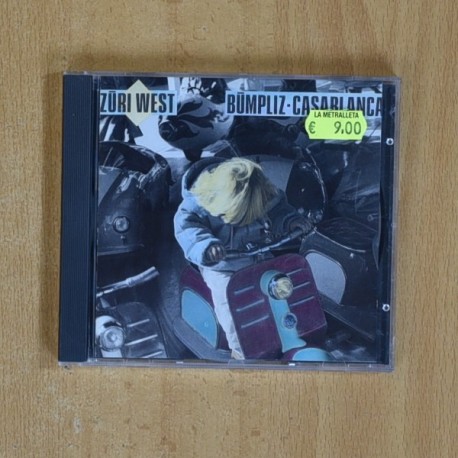 ZÜRI WEST
BÜMPLIZ-CASABLANCA
LA METRALLETA
€ 9.00